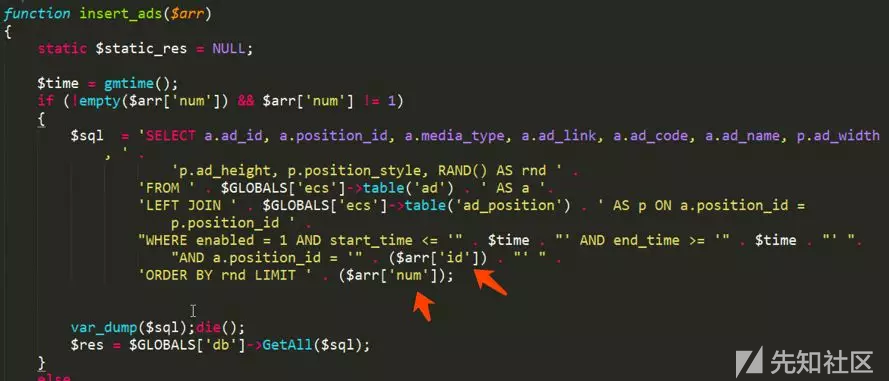 function insert_ads($arr)
{
static $static_res = NULL;
$time = gmtime();
if (!empty($arr['num']) && $arr['num'] != 1)
{
$sql = 'SELECT a.ad_id, a.position_id, a.media_type, a.ad_link, a.ad_code, a.ad_name, p.ad_width
, ' .
'p.ad_height, p.position_style, RAND() AS rnd ' .
'FROM ' . $GLOBALS['ecs']->table('ad') . ' AS a '.
'LEFT JOIN ' . $GLOBALS['ecs']->table('ad_position') . ' AS p ON a.position_id =
p.position_id ' .
"WHERE enabled = 1 AND start_time <= '" . $time . "' AND end_time >= '" . $time . "' ".
"AND a.position_id = '" . ($arr['id']) . "' " .
'ORDER BY rnd LIMIT ' . ($arr['num']);
var_dump($sql);die();
$res = $GLOBALS['db']->GetAll($sql);
}
else
先知社区